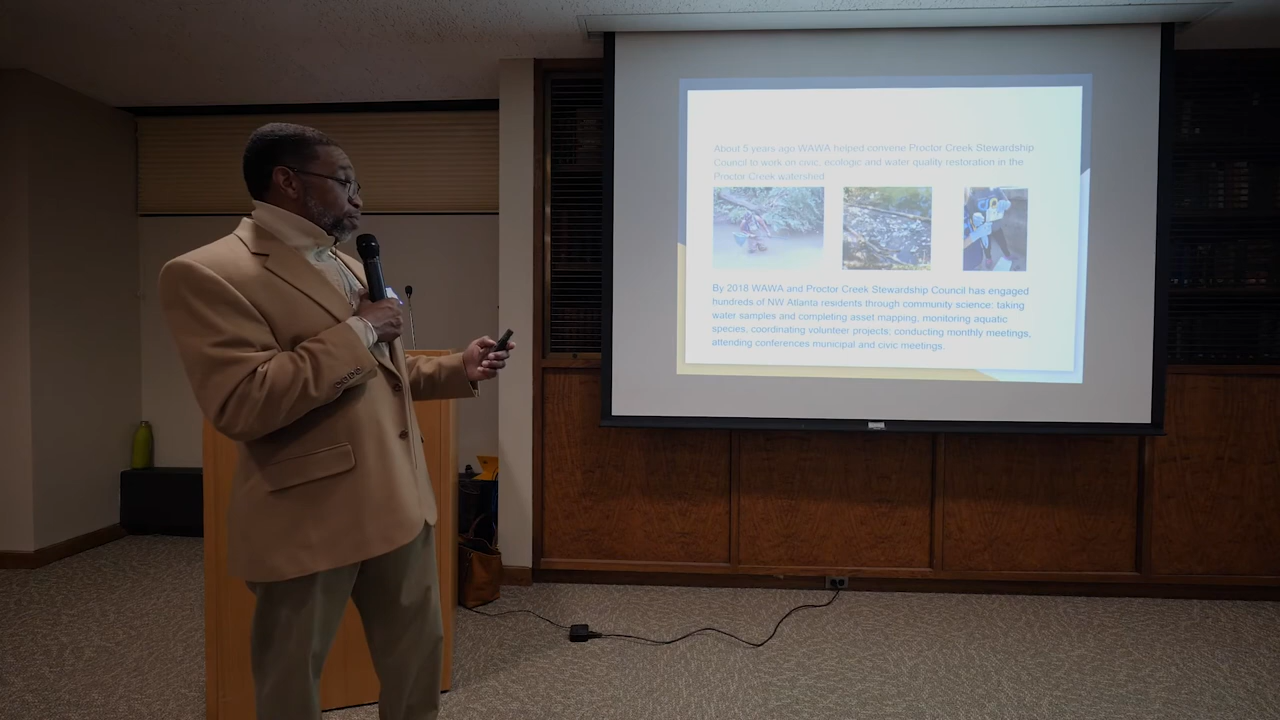 About 5 years ago WAWA helped convene Proctor Creek Stewardship
Council to work on civic, ecologic and water quality restoration in the
Proctor Creek watershed
By 2018 WAWA and Proctor Creek Stewardship Council has engaged
hundreds of NW Atlanta residents through community science: taking
water samples and completing asset mapping, monitoring aquatic
species, coordinating volunteer projects; conducting monthly meetings,
attending conferences municipal and civic meetings.